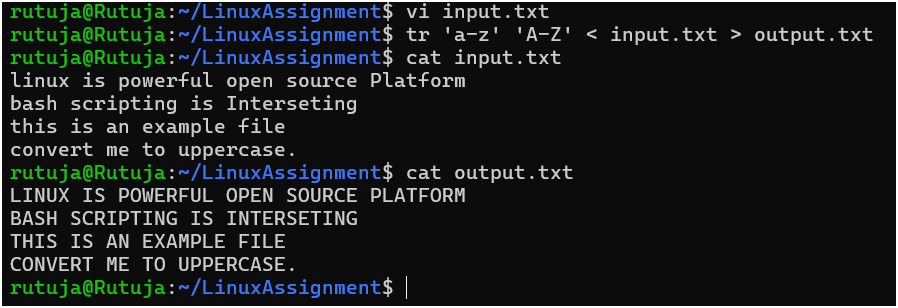 rutuja@Rutuja:~/LinuxAssignment$ vi input.txt
rutuja@Rutuja:~/LinuxAssignment$ tr 'a-z' 'A-Z' < input.txt > output.txt
rutuja@Rutuja:~/LinuxAssignment$ cat input.txt
linux is powerful open source Platform
bash scripting is Interseting
this is an example file
convert me to uppercase.
rutuja@Rutuja:~/LinuxAssignment$ cat output.txt
LINUX IS POWERFUL OPEN SOURCE PLATFORM
BASH SCRIPTING IS INTERSETING
THIS IS AN EXAMPLE FILE
CONVERT ME TO UPPERCASE.
rutuja@Rutuja:~/LinuxAssignment$